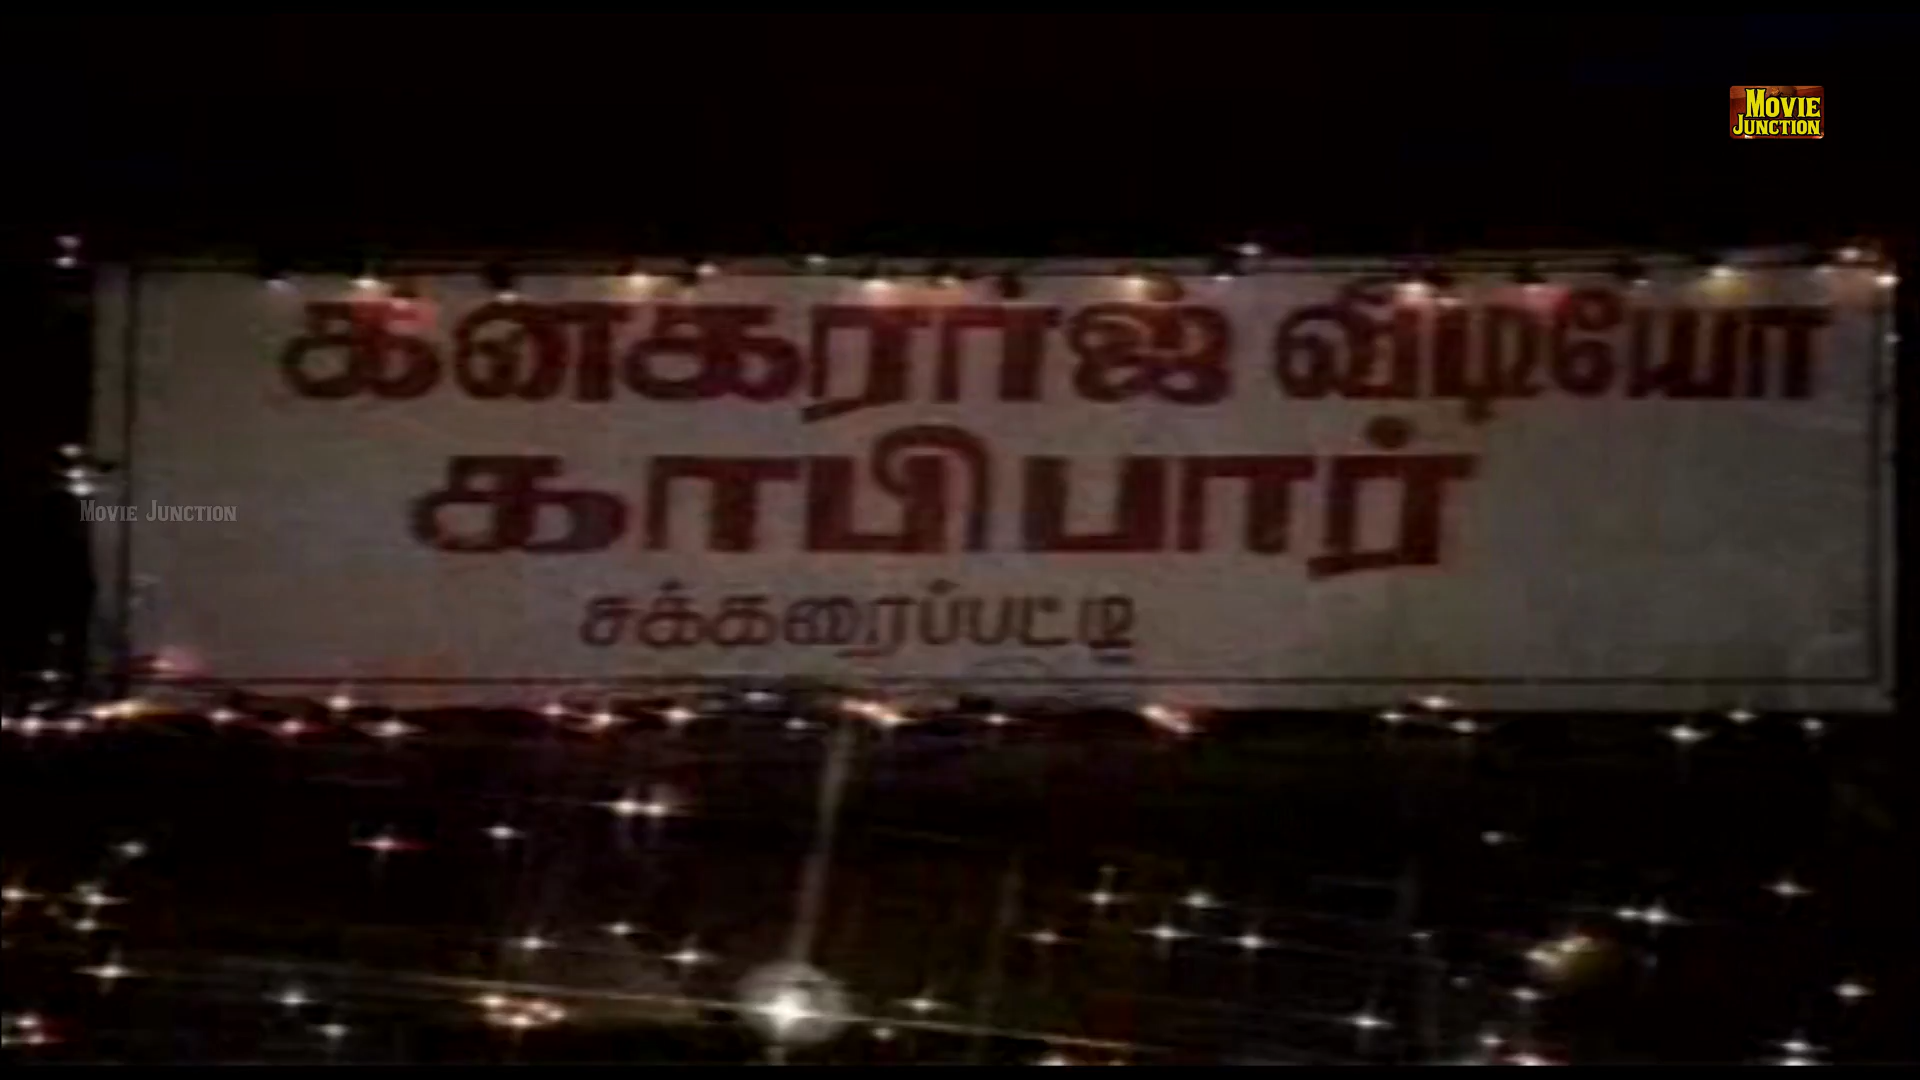 MOVIE
JUNCTION
கனகராஜ் வீடியோ
காபி பார்
MOVIE JUNCTION
சக்கரைப்பட்டி